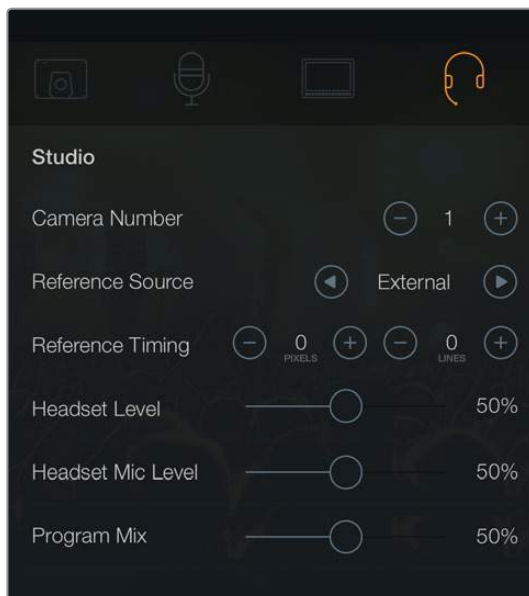 Studio
Camera Number − 1 +
Reference Source External
Reference Timing − 0 PIXELS + − 0 LINES +
Headset Level 50%
Headset Mic Level 50%
Program Mix 50%